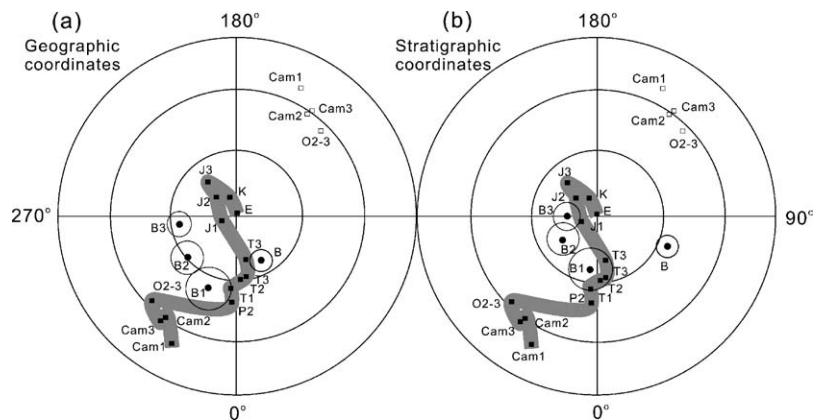 (a)
180°
Geographic
coordinates
Cam1
Cam3
Cam2
O2-3
J3
K
J2
E
J1
270°
B3
B2
B1
B
T3
T3
T2
T1
P2
O2-3
Cam2
Cam3
Cam1
0°
(b)
180°
Stratigraphic
coordinates
Cam1
Cam3
Cam2
O2-3
J3
K
J2
E
J1
90°
B3
B2
B1
B
T3
T3
T2
T1
P2
O2-3
Cam2
Cam3
Cam1
0°